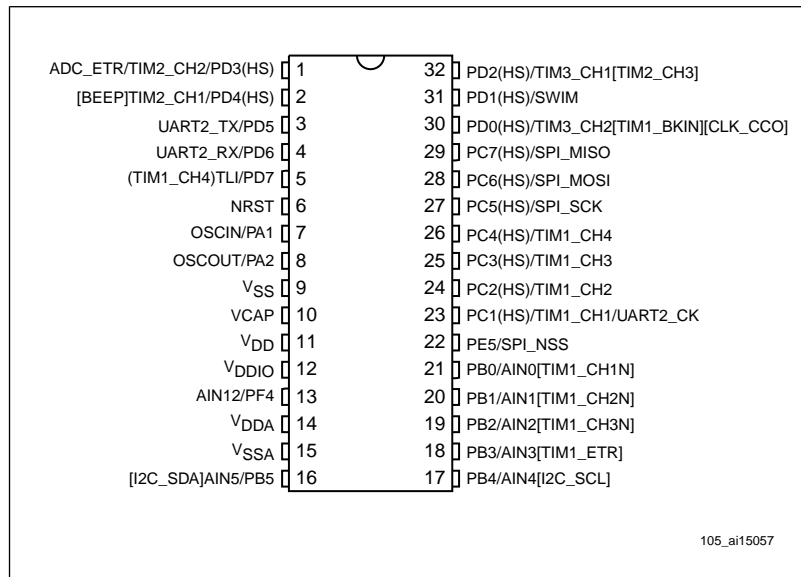 ADC_ETR/TIM2_CH2/PD3(HS) 1 32 PD2(HS)/TIM3_CH1[TIM2_CH3]
[BEEP]TIM2_CH1/PD4(HS) 2 31 PD1(HS)/SWIM
UART2_TX/PD5 3 30 PD0(HS)/TIM3_CH2[TIM1_BKIN][CLK_CCO]
UART2_RX/PD6 4 29 PC7(HS)/SPI_MISO
(TIM1_CH4)TLI/PD7 5 28 PC6(HS)/SPI_MOSI
NRST 6 27 PC5(HS)/SPI_SCK
OSCIN/PA1 7 26 PC4(HS)/TIM1_CH4
OSCOUT/PA2 8 25 PC3(HS)/TIM1_CH3
VSS 9 24 PC2(HS)/TIM1_CH2
VCAP 10 23 PC1(HS)/TIM1_CH1/UART2_CK
VDD 11 22 PE5/SPI_NSS
VDDIO 12 21 PB0/AIN0[TIM1_CH1N]
AIN12/PF4 13 20 PB1/AIN1[TIM1_CH2N]
VDDA 14 19 PB2/AIN2[TIM1_CH3N]
VSSA 15 18 PB3/AIN3[TIM1_ETR]
[I2C_SDA]AIN5/PB5 16 17 PB4/AIN4[I2C_SCL]
105_ai15057